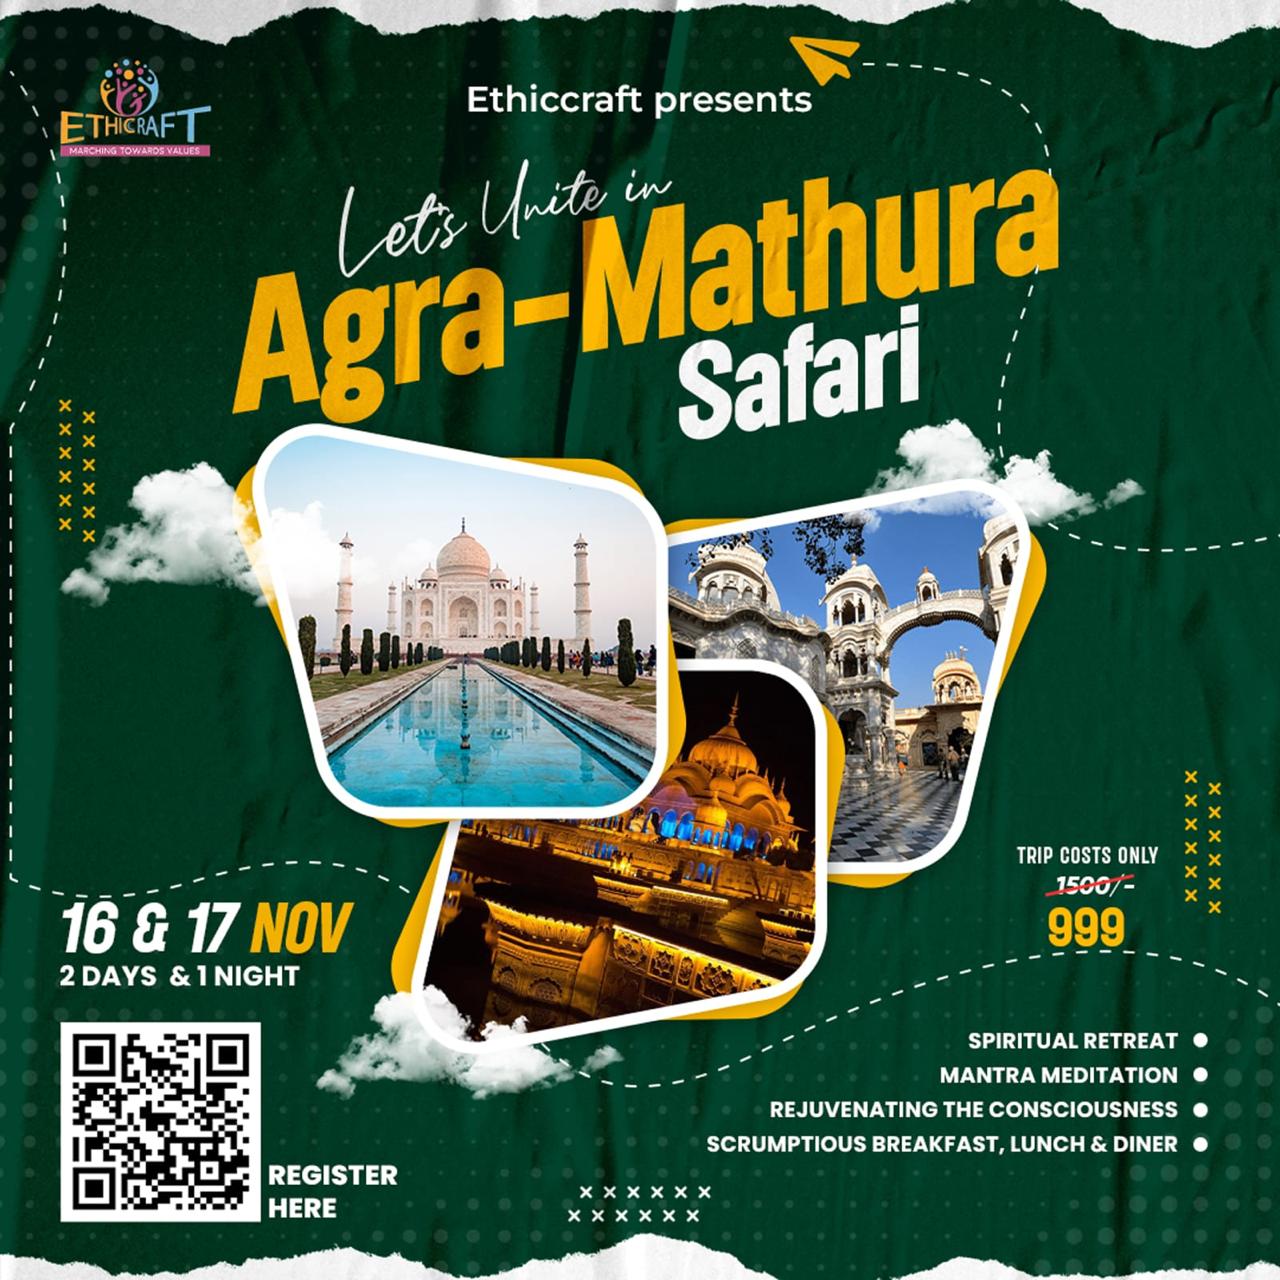 ETHICRAFT
MARCHING TOWARDS VALUES
Ethiccraft presents
Let's Unite in
Agra-Mathura
Safari
TRIP COSTS ONLY
1500/-
999
16 & 17 NOV
2 DAYS & 1 NIGHT
SPIRITUAL RETREAT
MANTRA MEDITATION
REJUVENATING THE CONSCIOUSNESS
SCRUMPTIOUS BREAKFAST, LUNCH & DINER
REGISTER
HERE